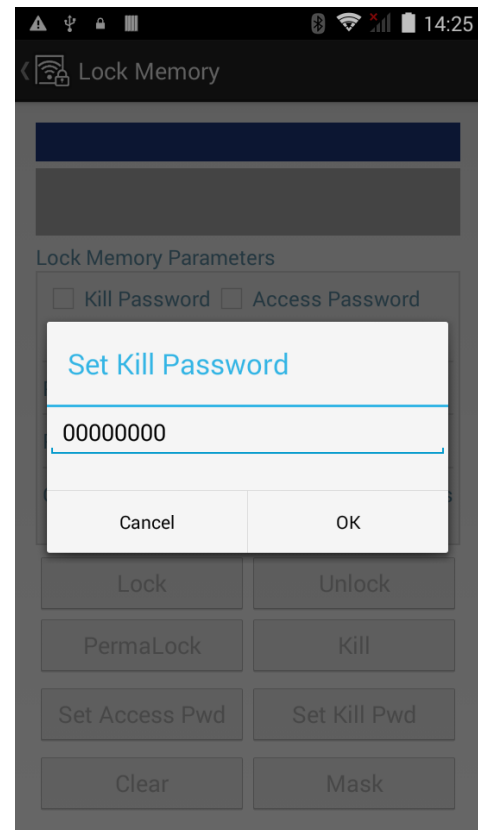 14:25
Lock Memory
Lock Memory Parameters
Kill Password Access Password
Set Kill Password
00000000
Cancel OK
Lock Unlock
PermaLock Kill
Set Access Pwd Set Kill Pwd
Clear Mask